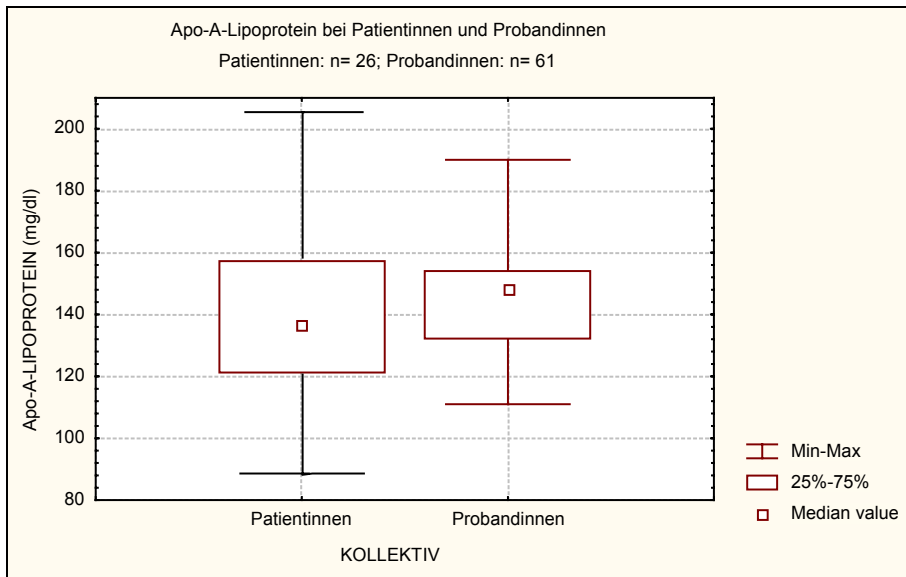 Apo-A-Lipoprotein bei Patientinnen und Probandinnen
Patientinnen: n= 26; Probandinnen: n= 61
Apo-A-LIPOPROTEIN (mg/dl)
200
180
160
140
120
100
80
Patientinnen
Probandinnen
KOLLEKTIV
Min-Max
25%-75%
Median value